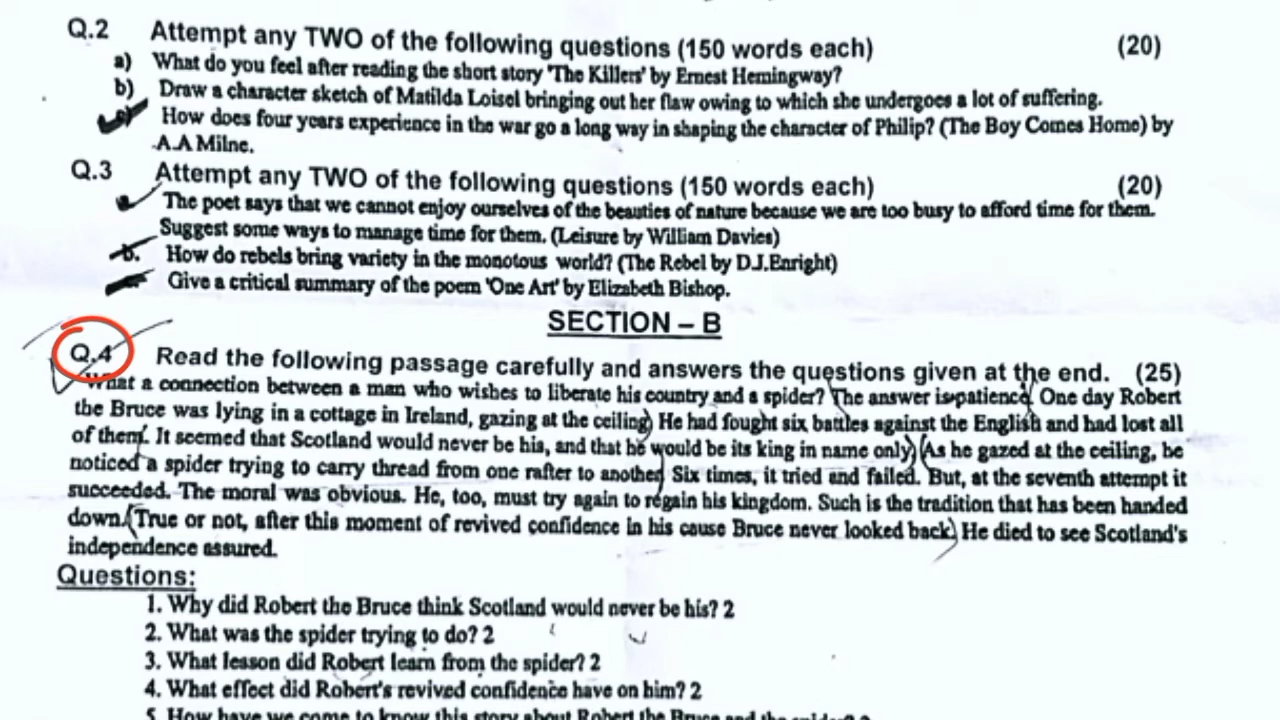 Q.2 Attempt any TWO of the following questions (150 words each) (20)
a) What do you feel after reading the short story 'The Killers' by Ernest Hemingway?
b) Draw a character sketch of Matilda Loisel bringing out her flaw owing to which she undergoes a lot of suffering.
How does four years experience in the war go a long way in shaping the character of Philip? (The Boy Comes Home) by
A.A Milne.
Q.3 Attempt any TWO of the following questions (150 words each) (20)
The poet says that we cannot enjoy ourselves of the beauties of nature because we are too busy to afford time for them.
Suggest some ways to manage time for them. (Leisure by William Davies)
b. How do rebels bring variety in the monotous world? (The Rebel by D.J.Enright)
Give a critical summary of the poem 'One Art' by Elizabeth Bishop.
SECTION – B
Q.4 Read the following passage carefully and answers the questions given at the end. (25)
What a connection between a man who wishes to liberate his country and a spider? The answer is patience. One day Robert
the Bruce was lying in a cottage in Ireland, gazing at the ceiling. He had fought six battles against the English and had lost all
of them. It seemed that Scotland would never be his, and that he would be its king in name only. As he gazed at the ceiling, he
noticed a spider trying to carry thread from one rafter to another. Six times, it tried and failed. But, at the seventh attempt it
succeeded. The moral was obvious. He, too, must try again to regain his kingdom. Such is the tradition that has been handed
down. True or not, after this moment of revived confidence in his cause Bruce never looked back. He died to see Scotland's
independence assured.
Questions:
1. Why did Robert the Bruce think Scotland would never be his? 2
2. What was the spider trying to do? 2
3. What lesson did Robert learn from the spider? 2
4. What effect did Robert's revived confidence have on him? 2
5. How have we come to know this story about Robert the Bruce and the spider? 2